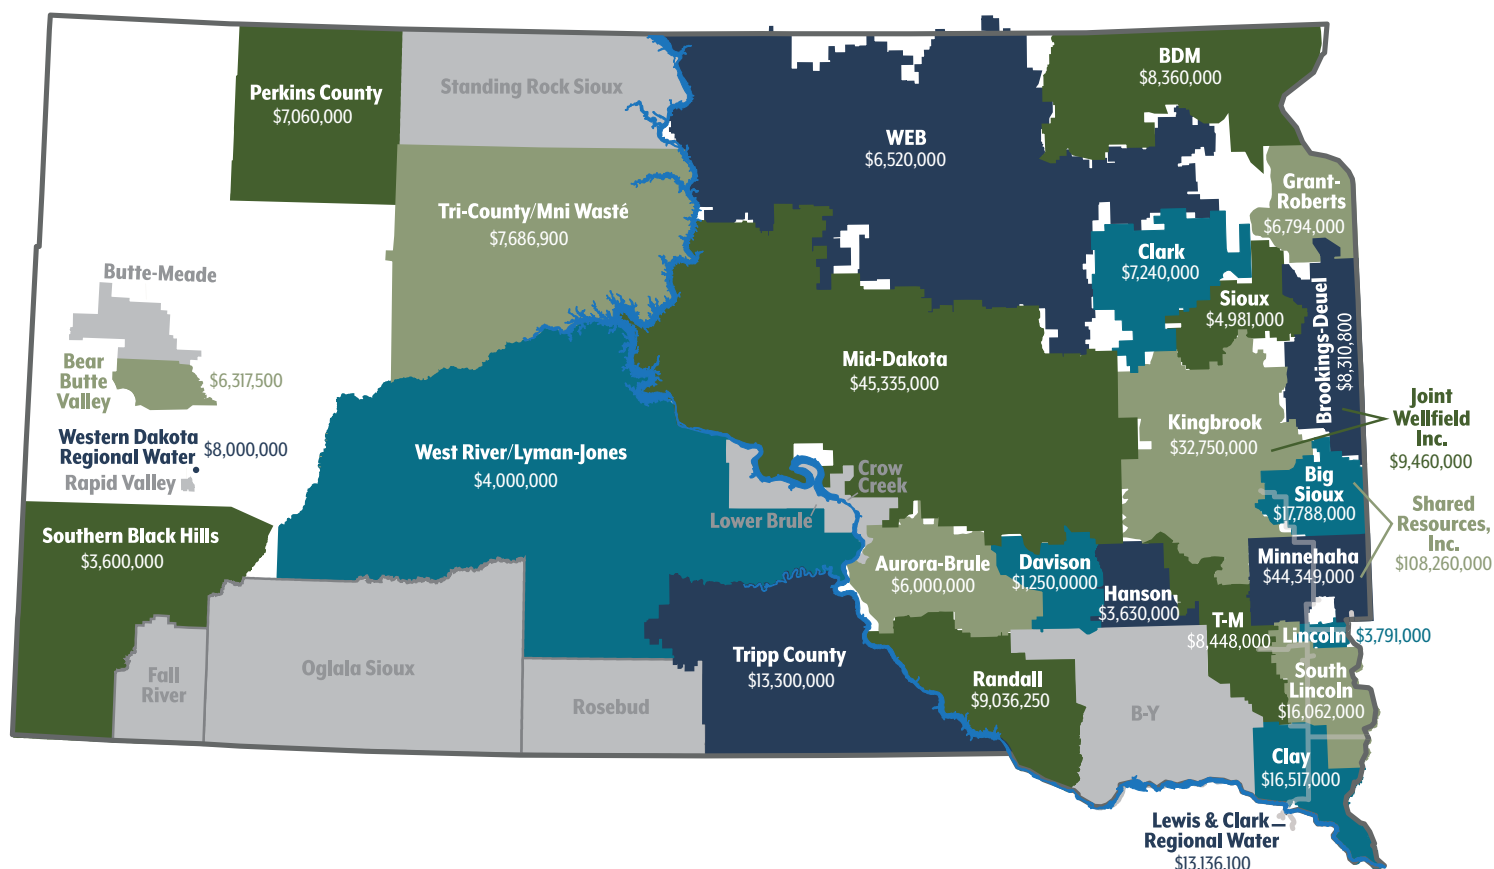 Perkins County
$7,060,000
Standing Rock Sioux
WEB
$6,520,000
BDM
$8,360,000
Grant-
Roberts
$6,794,000
Tri-County/Mni Wasté
$7,686,900
Clark
$7,240,000
Sioux
$4,981,000
Brookings-Deuel
$8,310,800
Butte-Meade
Bear
Butte
Valley
$6,317,500
Western Dakota
Regional Water
$8,000,000
Rapid Valley
Mid-Dakota
$45,335,000
Kingbrook
$32,750,000
Joint
Wellfield
Inc.
$9,460,000
West River/Lyman-Jones
$4,000,000
Crow
Creek
Lower Brule
Big
Sioux
$17,788,000
Shared
Resources,
Inc.
$108,260,000
Southern Black Hills
$3,600,000
Aurora-Brule
$6,000,000
Davison
$1,250,0000
Hanson
$3,630,000
Minnehaha
$44,349,000
T-M
$8,448,000
Lincoln
$3,791,000
Fall
River
Oglala Sioux
Rosebud
Tripp County
$13,300,000
Randall
$9,036,250
B-Y
South
Lincoln
$16,062,000
Clay
$16,517,000
Lewis & Clark
Regional Water
$13,136,100